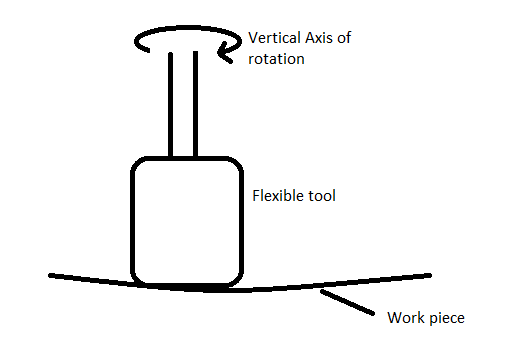 Vertical Axis of
rotation
Flexible tool
Work piece